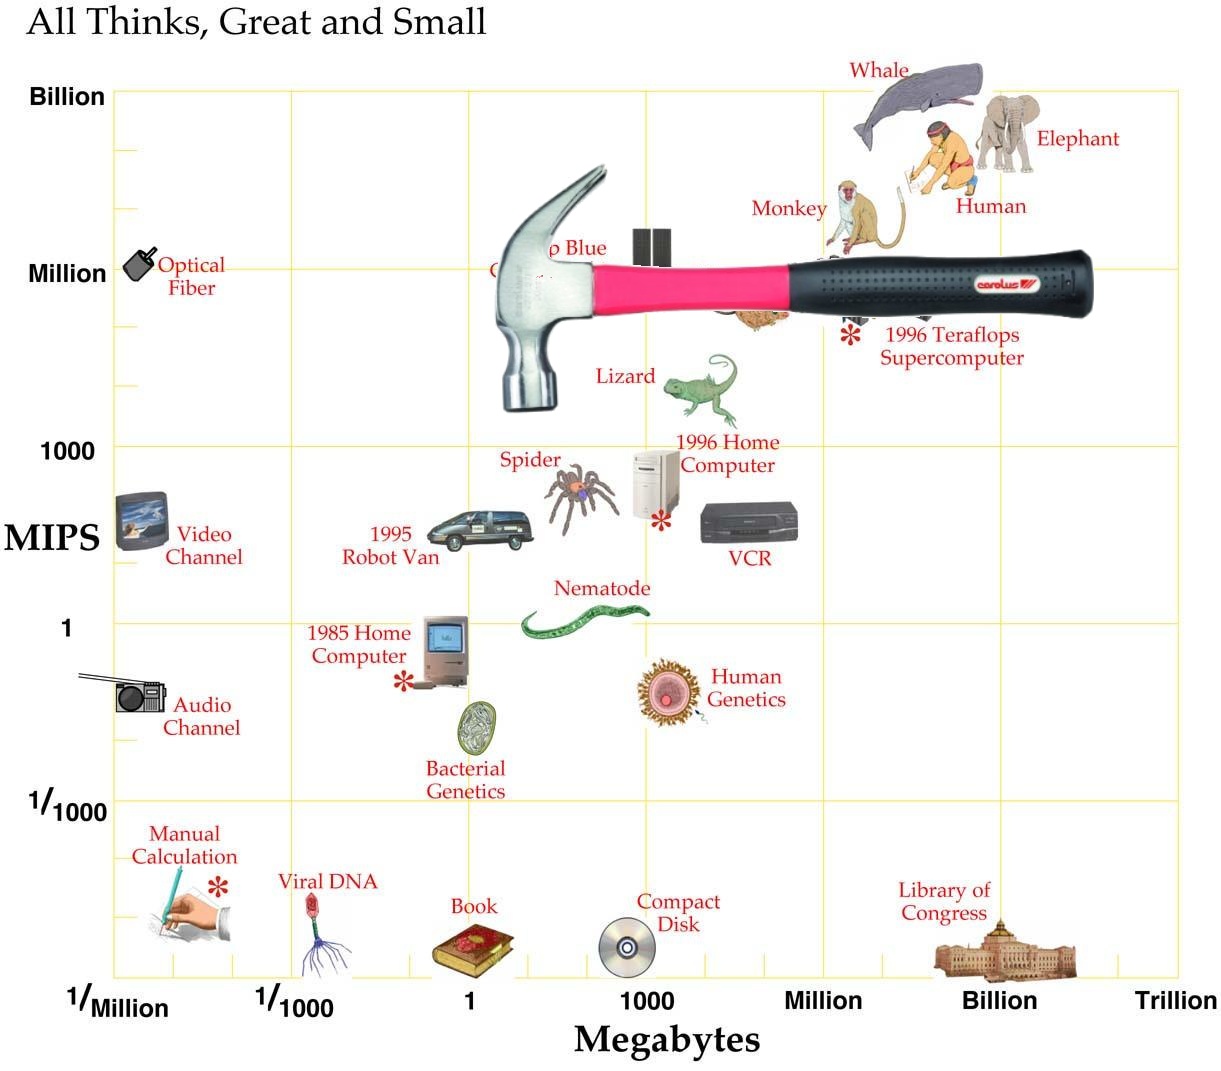 All Thinks, Great and Small
Whale
Billion
Elephant
Monkey
Human
p Blue
Optical
Fiber
Million
carolus
1996 Teraflops
Supercomputer
Lizard
1000
1996 Home
Computer
Spider
MIPS
Video
Channel
1995
Robot Van
VCR
Nematode
1
1985 Home
Computer
Human
Genetics
Audio
Channel
Bacterial
Genetics
1/1000
Manual
Calculation
Viral DNA
Book
Compact
Disk
Library of
Congress
1/Million
1/1000
1
1000
Million
Billion
Trillion
Megabytes